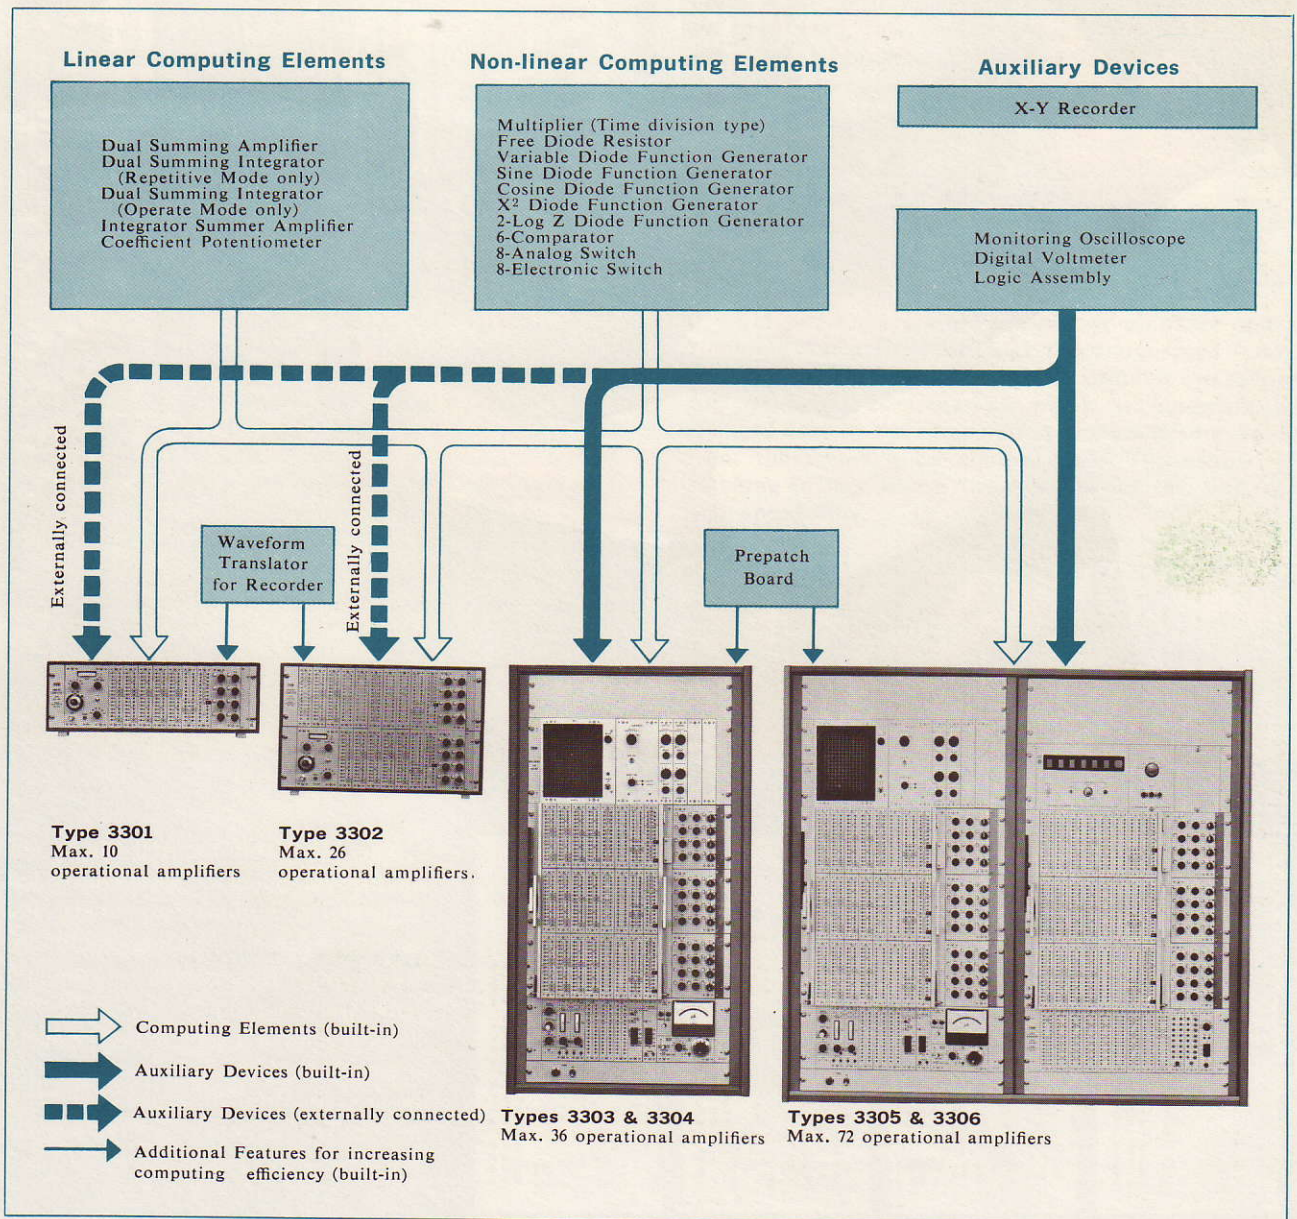 Linear Computing Elements
Dual Summing Amplifier
Dual Summing Integrator
(Repetitive Mode only)
Dual Summing Integrator
(Operate Mode only)
Integrator Summer Amplifier
Coefficient Potentiometer
Non-linear Computing Elements
Multiplier (Time division type)
Free Diode Resistor
Variable Diode Function Generator
Sine Diode Function Generator
Cosine Diode Function Generator
X² Diode Function Generator
2-Log Z Diode Function Generator
6-Comparator
8-Analog Switch
8-Electronic Switch
Auxiliary Devices
X-Y Recorder
Monitoring Oscilloscope
Digital Voltmeter
Logic Assembly
Externally connected
Waveform
Translator
for Recorder
Externally connected
Prepatch
Board
Type 3301
Max. 10
operational amplifiers
Type 3302
Max. 26
operational amplifiers.
Types 3303 & 3304
Max. 36 operational amplifiers
Types 3305 & 3306
Max. 72 operational amplifiers
Computing Elements (built-in)
Auxiliary Devices (built-in)
Auxiliary Devices (externally connected)
Additional Features for increasing
computing efficiency (built-in)